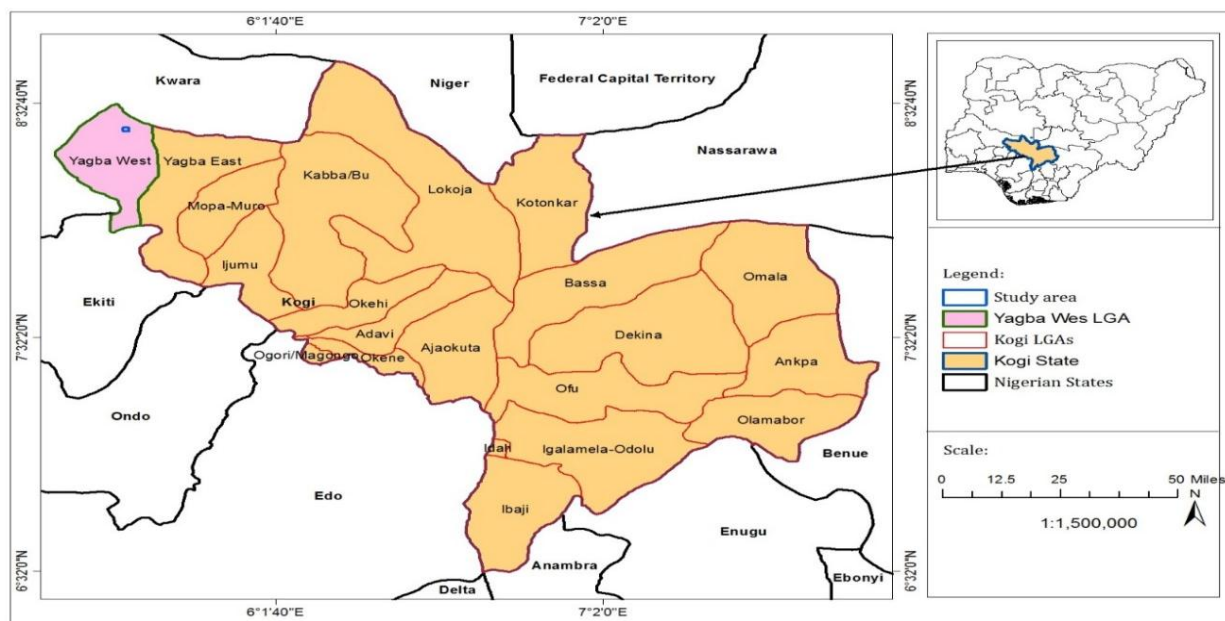 6°1'40"E
7°2'0"E
Kwara
Niger
Federal Capital Territory
8°32'40"N
8°32'40"N
Nassarawa
Yagba West
Yagba East
Kabba/Bu
Lokoja
Kotonkar
Mopa-Muro
Ijumu
Ekiti
Kogi
Okehi
Bassa
Omala
Adavi
Dekina
7°32'20"N
7°32'20"N
Ogori/Magongo
Okene
Ajaokuta
Ankpa
Ofu
Ondo
Olamabor
Idah
Igalamela-Odolu
Benue
Edo
Ibaji
Enugu
6°32'0"N
6°32'0"N
Anambra
Delta
Ebonyi
6°1'40"E
7°2'0"E
Legend:
Study area
Yagba Wes LGA
Kogi LGAs
Kogi State
Nigerian States
Scale:
0 12.5 25 50 Miles
N
1:1,500,000